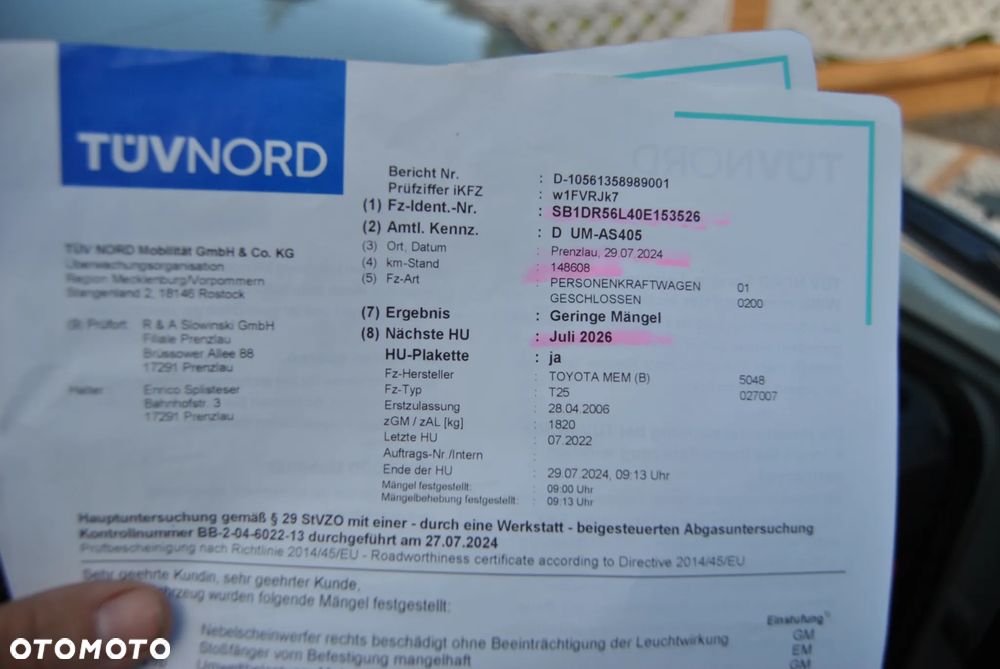 TÜVNORD
Bericht Nr. : D-10561358989001
Prüfziffer iKFZ : w1FVRJk7
(1) Fz-Ident.-Nr. : SB1DR56L40E153526
(2) Amtl. Kennz. : D UM-AS405
(3) Ort, Datum : Prenzlau, 29.07.2024
(4) km-Stand : 148608
(5) Fz-Art : PERSONENKRAFTWAGEN 01
GESCHLOSSEN 0200
(7) Ergebnis : Geringe Mängel
(8) Nächste HU : Juli 2026
HU-Plakette : ja
Fz-Hersteller : TOYOTA MEM (B) 5048
Fz-Typ : T25 027007
Erstzulassung : 28.04.2006
zGM / zAL [kg] : 1820
Letzte HU : 07.2022
Auftrags-Nr./Intern :
Ende der HU : 29.07.2024, 09:13 Uhr
Mängel festgestellt: : 09:00 Uhr
Mängelbehebung festgestellt: : 09:13 Uhr
TÜV NORD Mobilität GmbH & Co. KG
Überwachungsorganisation
Region Mecklenburg/Vorpommern
Stangenland 2, 18146 Rostock
(9) Prüfort: R & A Slowinski GmbH
Filiale Prenzlau
Brüssower Allee 88
17291 Prenzlau
Halter: Enrico Splisteser
Bahnhofstr. 3
17291 Prenzlau
Hauptuntersuchung gemäß § 29 StVZO mit einer - durch eine Werkstatt - beigesteuerten Abgasuntersuchung
Kontrollnummer BB-2-04-6022-13 durchgeführt am 27.07.2024
Prüfbescheinigung nach Richtlinie 2014/45/EU - Roadworthiness certificate according to Directive 2014/45/EU
Sehr geehrte Kundin, sehr geehrter Kunde,
wurden folgende Mängel festgestellt:
Einstufung
Nebelscheinwerfer rechts beschädigt ohne Beeinträchtigung der Leuchtwirkung GM
Stoßfänger vorn Befestigung mangelhaft EM
GM
OTOMOTO